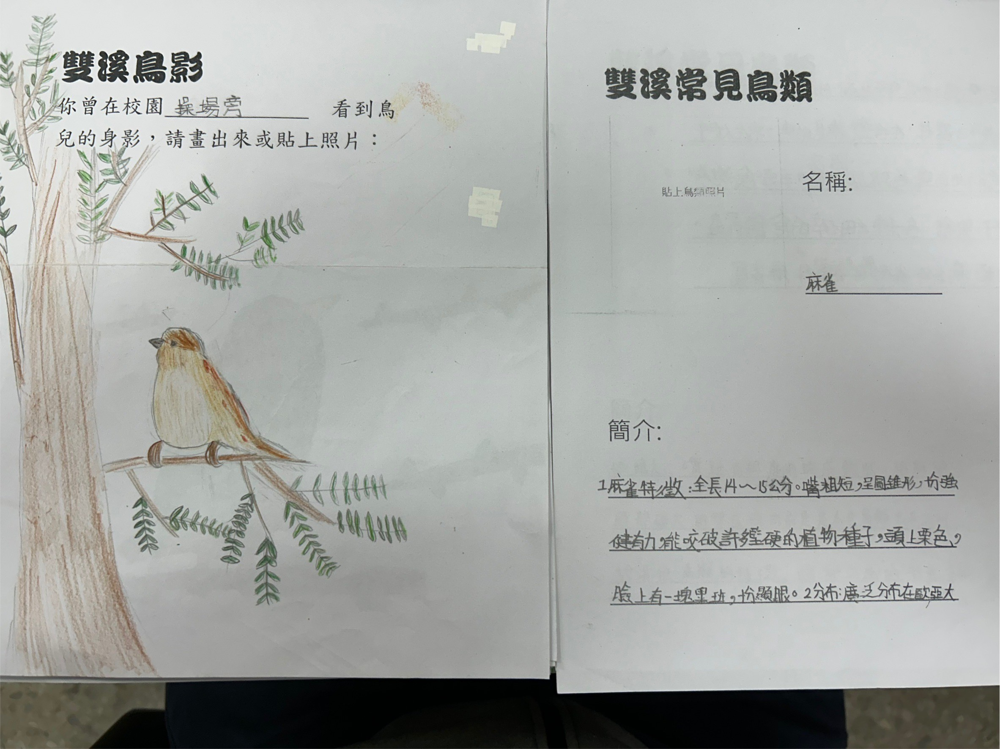 雙溪鳥影
你曾在校園 操場旁 看到鳥
兒的身影，請畫出來或貼上照片：
雙溪常見鳥類
貼上鳥類照片
名稱:
麻雀
簡介:
1.麻雀特徵:全長14～15公分。嘴粗短,呈圓錐形,十分強
健有力,能咬破許多堅硬的植物種子,頭上栗色,
臉上有一塊黑斑,十分顯眼。2分布:廣泛分布在歐亞大